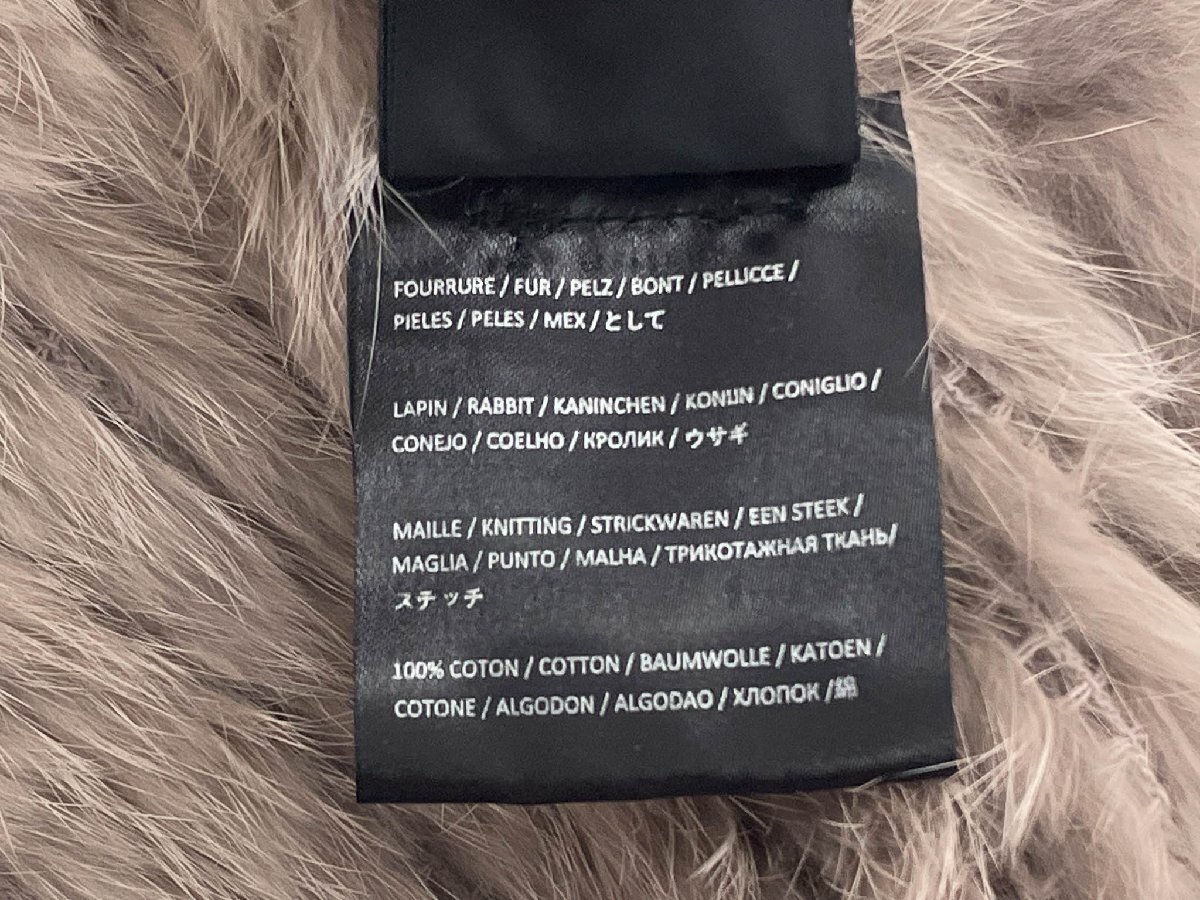 FOURRURE / FUR / PELZ / BONT / PELLICCE /
PIELES / PELES / MEX / として
LAPIN / RABBIT / KANINCHEN / KONIJN / CONIGLIO /
CONEJO / COELHO / КРОЛИК / ウサギ
MAILLE / KNITTING / STRICKWAREN / EEN STEEK /
MAGLIA / PUNTO / MALHA / ТРИКОТАЖНАЯ ТКАНЬ/
ステッチ
100% COTON / COTTON / BAUMWOLLE / KATOEN /
COTONE / ALGODON / ALGODAO / ХЛОПОК /綿